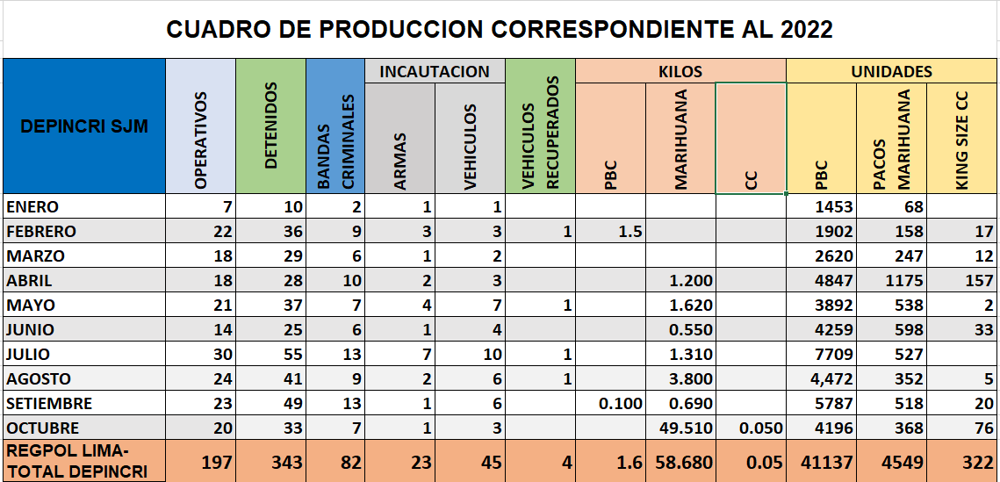 CUADRO DE PRODUCCION CORRESPONDIENTE AL 2022
DEPINCRI SJM OPERATIVOS DETENIDOS BANDAS CRIMINALES INCAUTACION ARMAS VEHICULOS VEHICULOS RECUPERADOS KILOS PBC MARIHUANA CC UNIDADES PBC PACOS MARIHUANA KING SIZE CC
ENERO 7 10 2 1 1 1453 68
FEBRERO 22 36 9 3 3 1 1.5 1902 158 17
MARZO 18 29 6 1 2 2620 247 12
ABRIL 18 28 10 2 3 1.200 4847 1175 157
MAYO 21 37 7 4 7 1 1.620 3892 538 2
JUNIO 14 25 6 1 4 0.550 4259 598 33
JULIO 30 55 13 7 10 1 1.310 7709 527
AGOSTO 24 41 9 2 6 1 3.800 4,472 352 5
SETIEMBRE 23 49 13 1 6 0.100 0.690 5787 518 20
OCTUBRE 20 33 7 1 3 49.510 0.050 4196 368 76
REGPOL LIMA-
TOTAL DEPINCRI 197 343 82 23 45 4 1.6 58.680 0.05 41137 4549 322